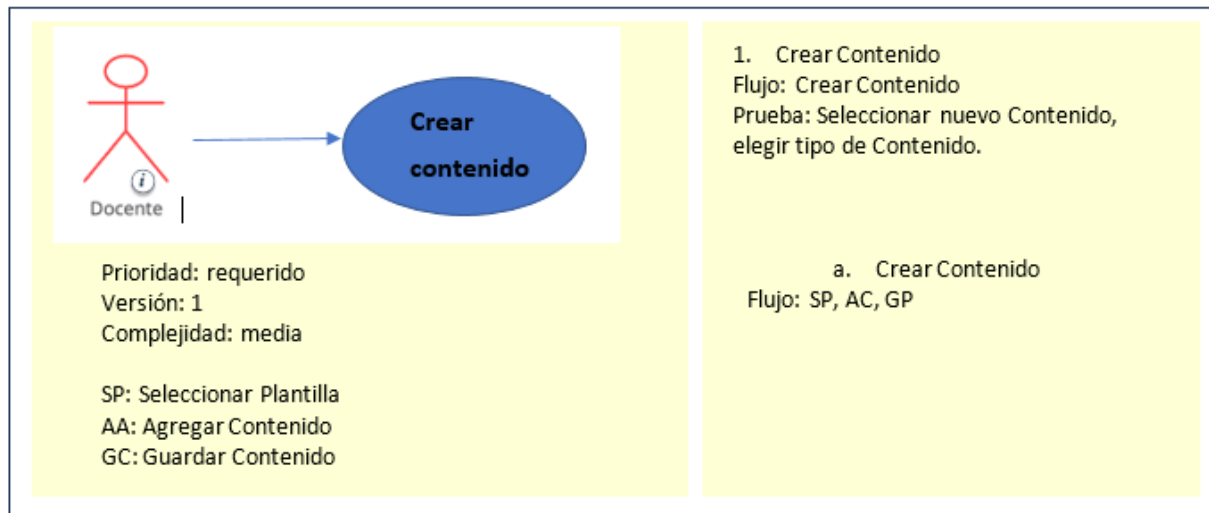 Crear
contenido
Docente
Prioridad: requerido
Versión: 1
Complejidad: media
SP: Seleccionar Plantilla
AA: Agregar Contenido
GC: Guardar Contenido
1. Crear Contenido
Flujo: Crear Contenido
Prueba: Seleccionar nuevo Contenido,
elegir tipo de Contenido.
a. Crear Contenido
Flujo: SP, AC, GP